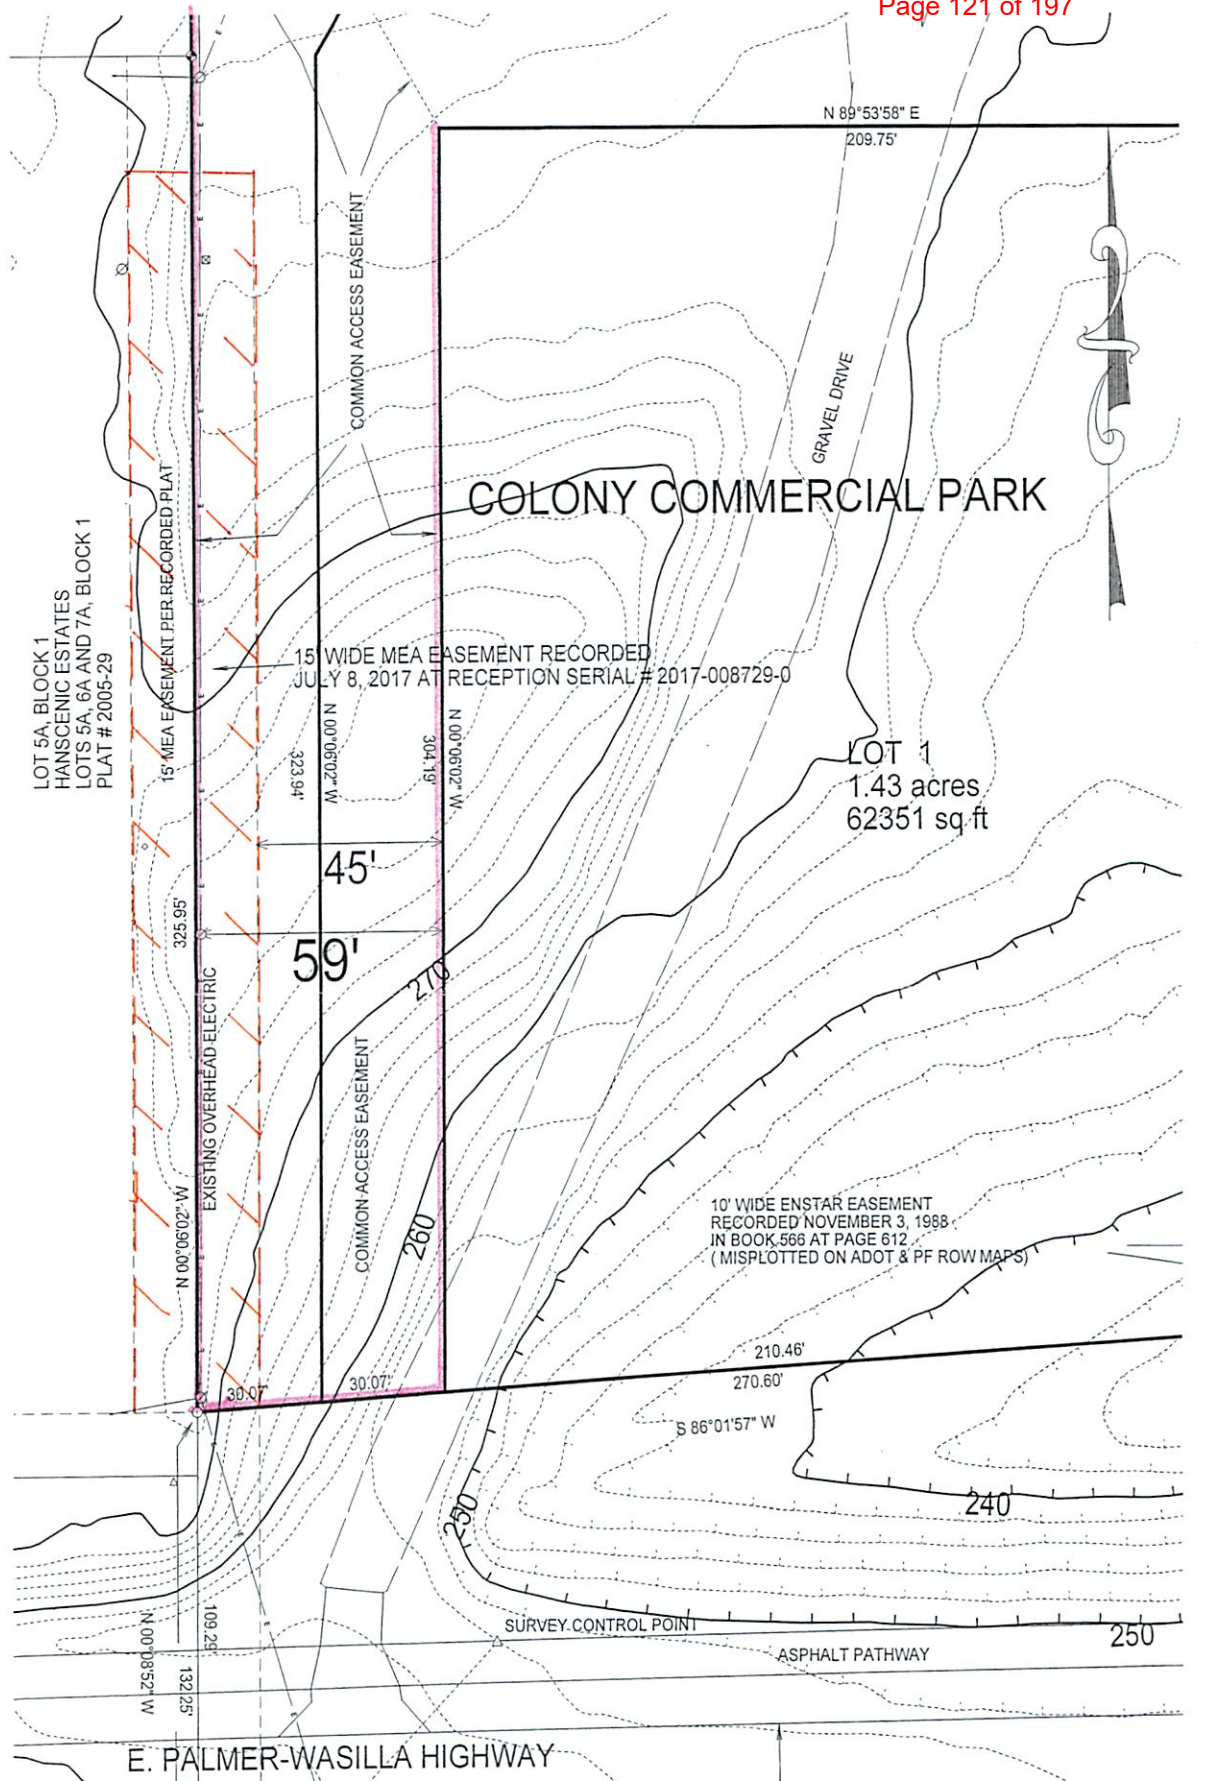 Page 121 of 197
N 89°53'58" E
209.75'
COMMON ACCESS EASEMENT
GRAVEL DRIVE
COLONY COMMERCIAL PARK
LOT 5A, BLOCK 1
HANSCENIC ESTATES
LOTS 5A, 6A AND 7A, BLOCK 1
PLAT # 2005-29
15' MEA EASEMENT PER RECORDED PLAT
15' WIDE MEA EASEMENT RECORDED
JULY 8, 2017 AT RECEPTION SERIAL # 2017-008729-0
N 00°06'02" W
323.94'
N 00°06'02" W
304.19'
LOT 1
1.43 acres
62351 sq ft
45'
325.95'
59'
270
EXISTING OVERHEAD ELECTRIC
COMMON ACCESS EASEMENT
N 00°06'02" W
260
10' WIDE ENSTAR EASEMENT
RECORDED NOVEMBER 3, 1988
IN BOOK 566 AT PAGE 612
( MISPLOTTED ON ADOT & PF ROW MAPS)
210.46'
270.60'
30.07'
30.07'
S 86°01'57" W
250
240
N 00°08'52" W
109.29'
132.25'
SURVEY CONTROL POINT
250
ASPHALT PATHWAY
E. PALMER-WASILLA HIGHWAY